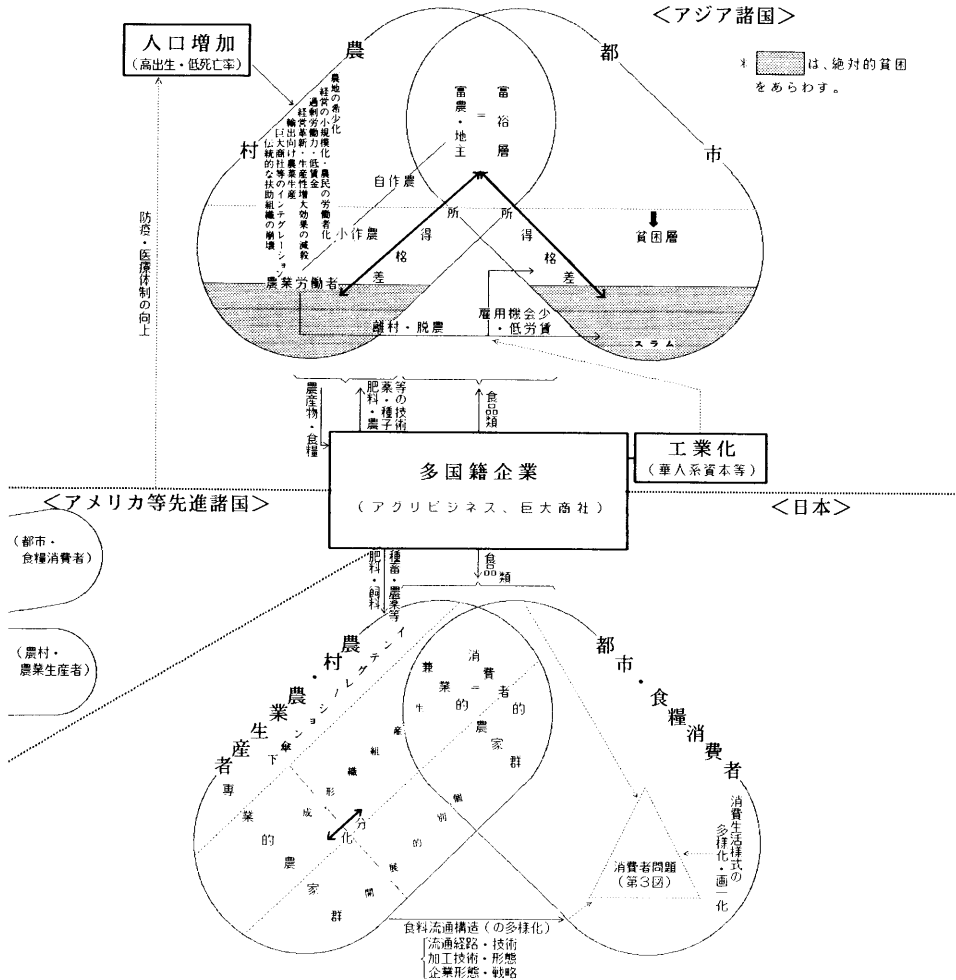 ＜アジア諸国＞
人口増加
（高出生・低死亡率）
農村
都市
＊　　は、絶対的貧困
をあらわす。
農地の希少化
経営の小規模化・農民の労働者化
過剰労働力・低賃金
経営革新・生産性増大効果の減殺
輸出向け農業生産
巨大商社等のインテグレーション
伝統的な扶助組織の崩壊
富農・地主
＝
富裕層
自作農
小作農
農業労働者
所得格差
所得格差
貧困層
離村・脱農
雇用機会少
・低労賃
スラム
防疫・医療体制の向上
農産物・食糧
肥料・農
薬・種子
等の技術
食品類
多国籍企業
（アグリビジネス、巨大商社）
工業化
（華人系資本等）
＜アメリカ等先進諸国＞
＜日本＞
（都市・
食糧消費者）
（農村・
農業生産者）
肥料・飼料
種畜・農薬等
食品類
農村・農業生産者
都市・食糧消費者
インテグレーション
傘下
消費者的
＝
兼業的農家群
生産組織形成
個別的展開
分化
専業的農家群
消費者問題
（第３図）
消費生活様式の
多様化・画一化
食料流通構造（の多様化）
流通経路・技術
加工技術・形態
企業形態・戦略